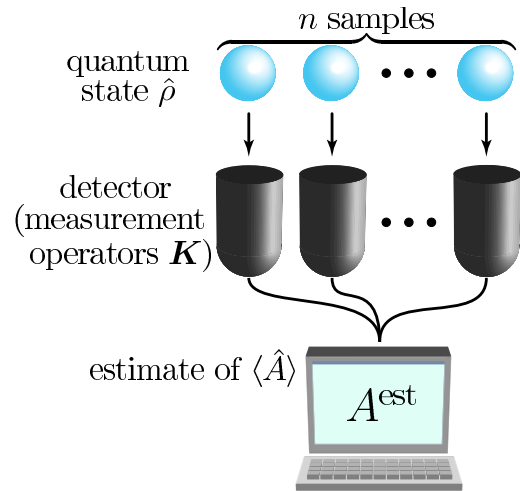 n samples
quantum
state ρ̂
detector
(measurement
operators K)
estimate of ⟨Â⟩
A^est